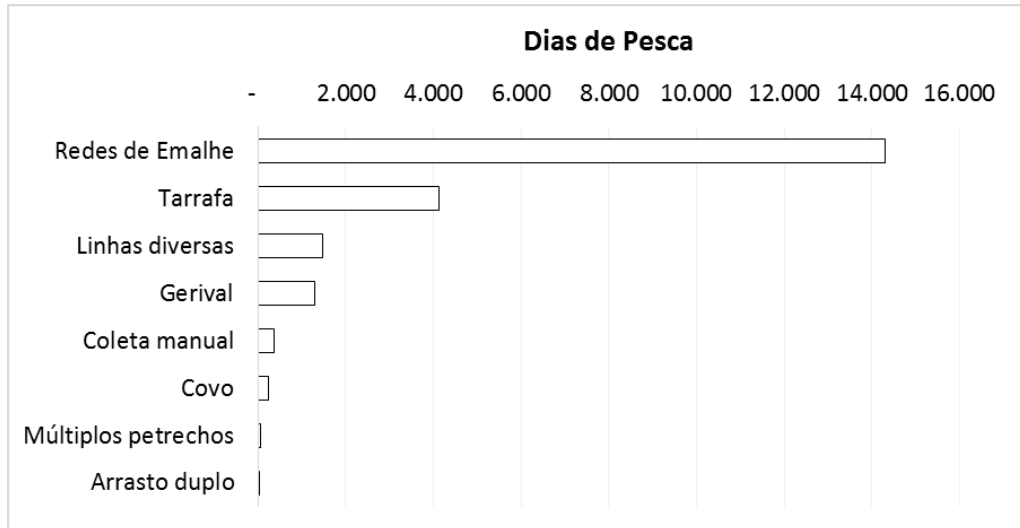 Dias de Pesca
- 2.000 4.000 6.000 8.000 10.000 12.000 14.000 16.000
Redes de Emalhe
Tarrafa
Linhas diversas
Gerival
Coleta manual
Covo
Múltiplos petrechos
Arrasto duplo